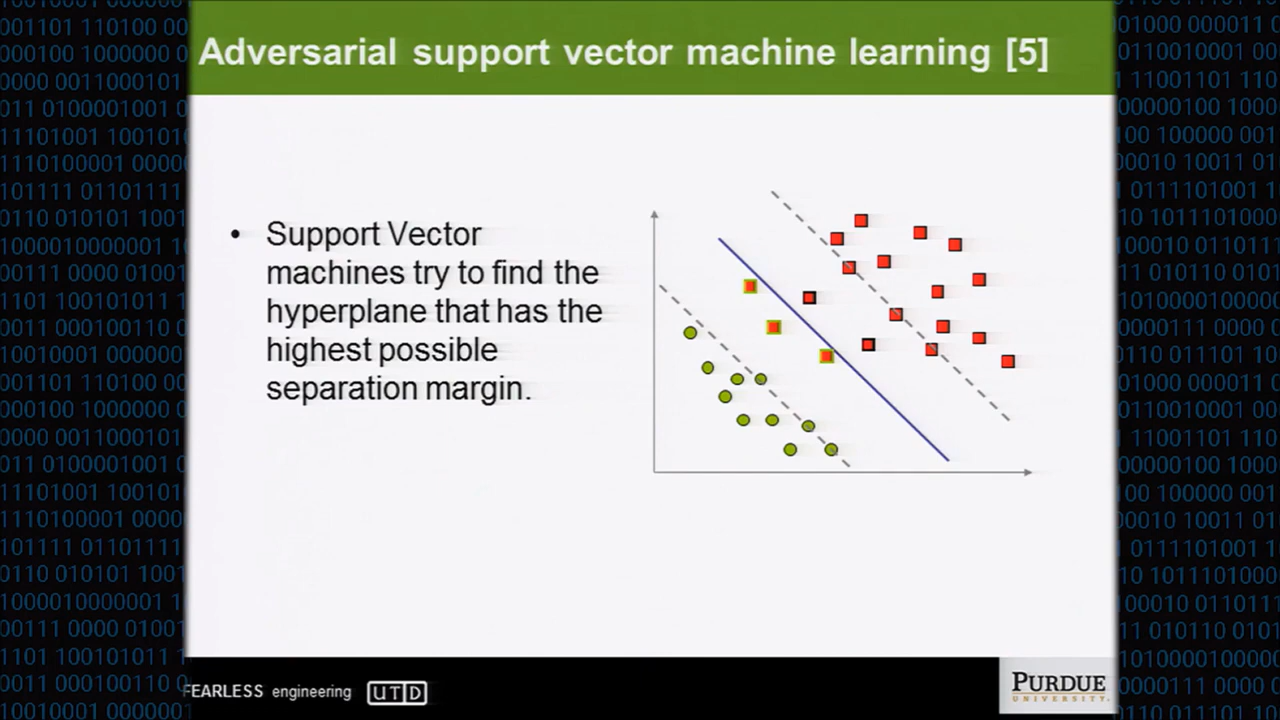 Adversarial support vector machine learning [5]
• Support Vector
machines try to find the
hyperplane that has the
highest possible
separation margin.
FEARLESS engineering UTD
PURDUE
UNIVERSITY